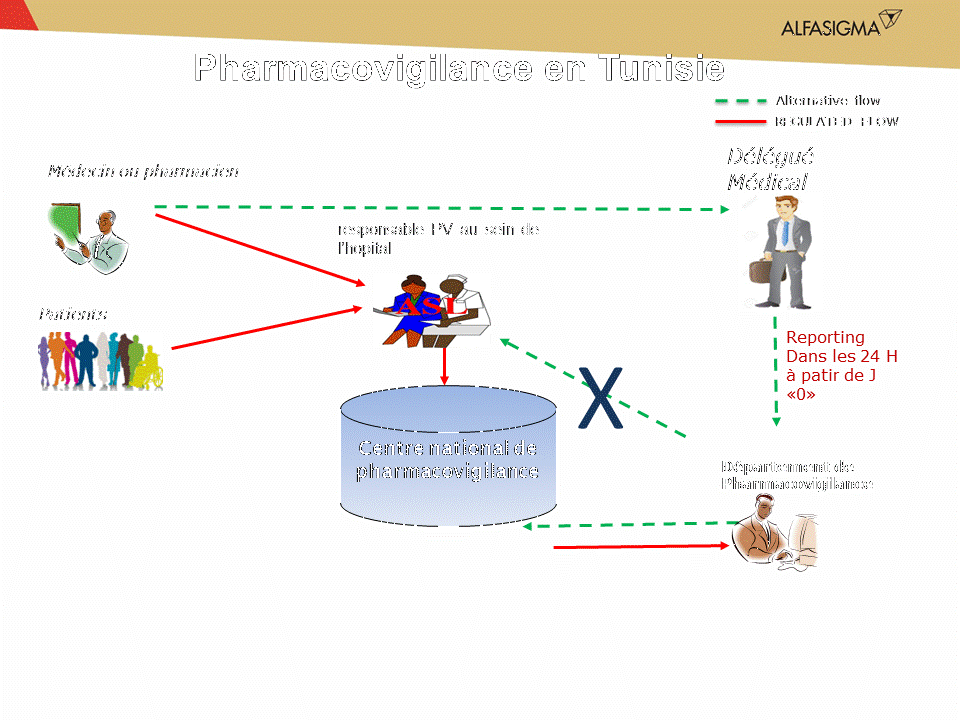 ALFASIGMA
Pharmacovigilance en Tunisie
Alternative flow
REGULATED FLOW
Délégué
Médical
Médecin ou pharmacien
responsable PV au sein de
l'hopital
ASL
Patients
Reporting
Dans les 24 H
à patir de J
«0»
X
Centre national de
pharmacovigilance
Département de
Pharmacovigilance